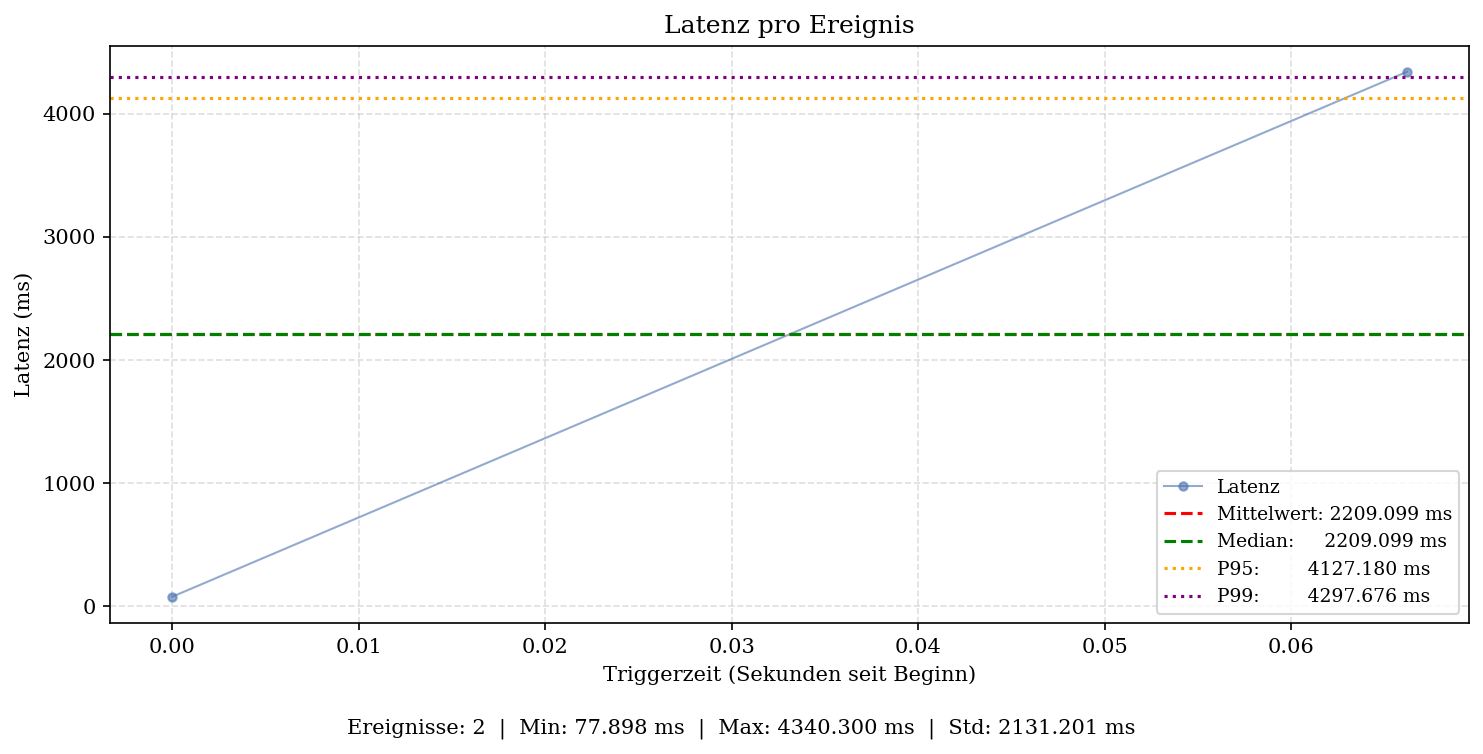 Latenz pro Ereignis
Latenz (ms)
4000
3000
2000
1000
0
0.00 0.01 0.02 0.03 0.04 0.05 0.06
Triggerzeit (Sekunden seit Beginn)
Latenz
Mittelwert: 2209.099 ms
Median: 2209.099 ms
P95: 4127.180 ms
P99: 4297.676 ms
Ereignisse: 2 | Min: 77.898 ms | Max: 4340.300 ms | Std: 2131.201 ms